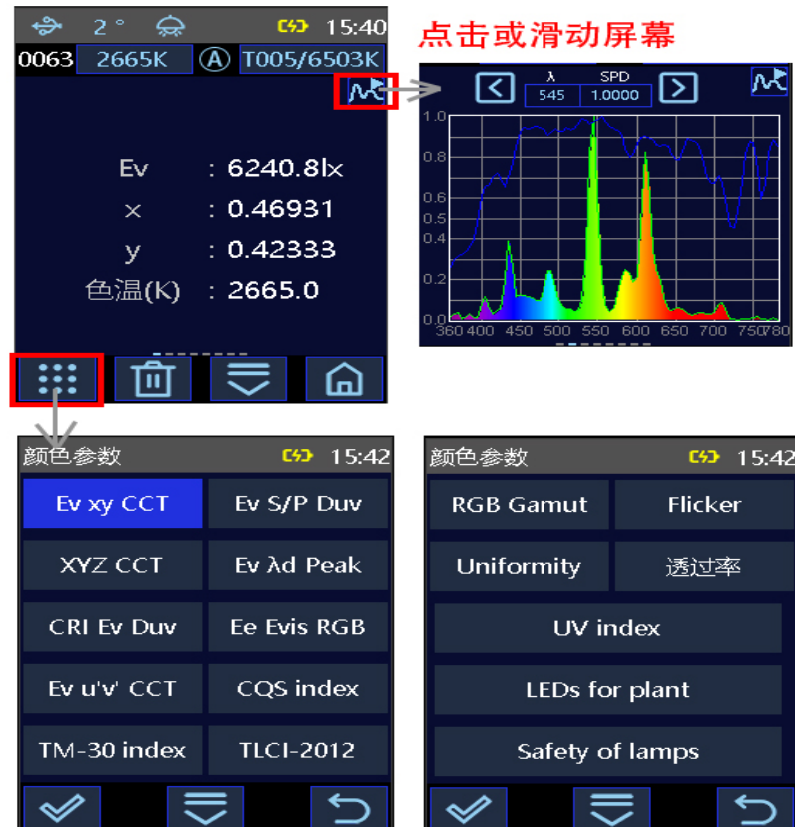 2° 15:40
0063 2665K A T005/6503K
Ev : 6240.8lx
x : 0.46931
y : 0.42333
色温(K) : 2665.0
点击或滑动屏幕
λ SPD
545 1.0000
1.0
0.8
0.6
0.5
0.4
0.2
0.0
360 400 450 500 550 600 650 700 750 780
颜色参数 15:42
Ev xy CCT Ev S/P Duv
XYZ CCT Ev λd Peak
CRI Ev Duv Ee Evis RGB
Ev u'v' CCT CQS index
TM-30 index TLCI-2012
颜色参数 15:42
RGB Gamut Flicker
Uniformity 透过率
UV index
LEDs for plant
Safety of lamps